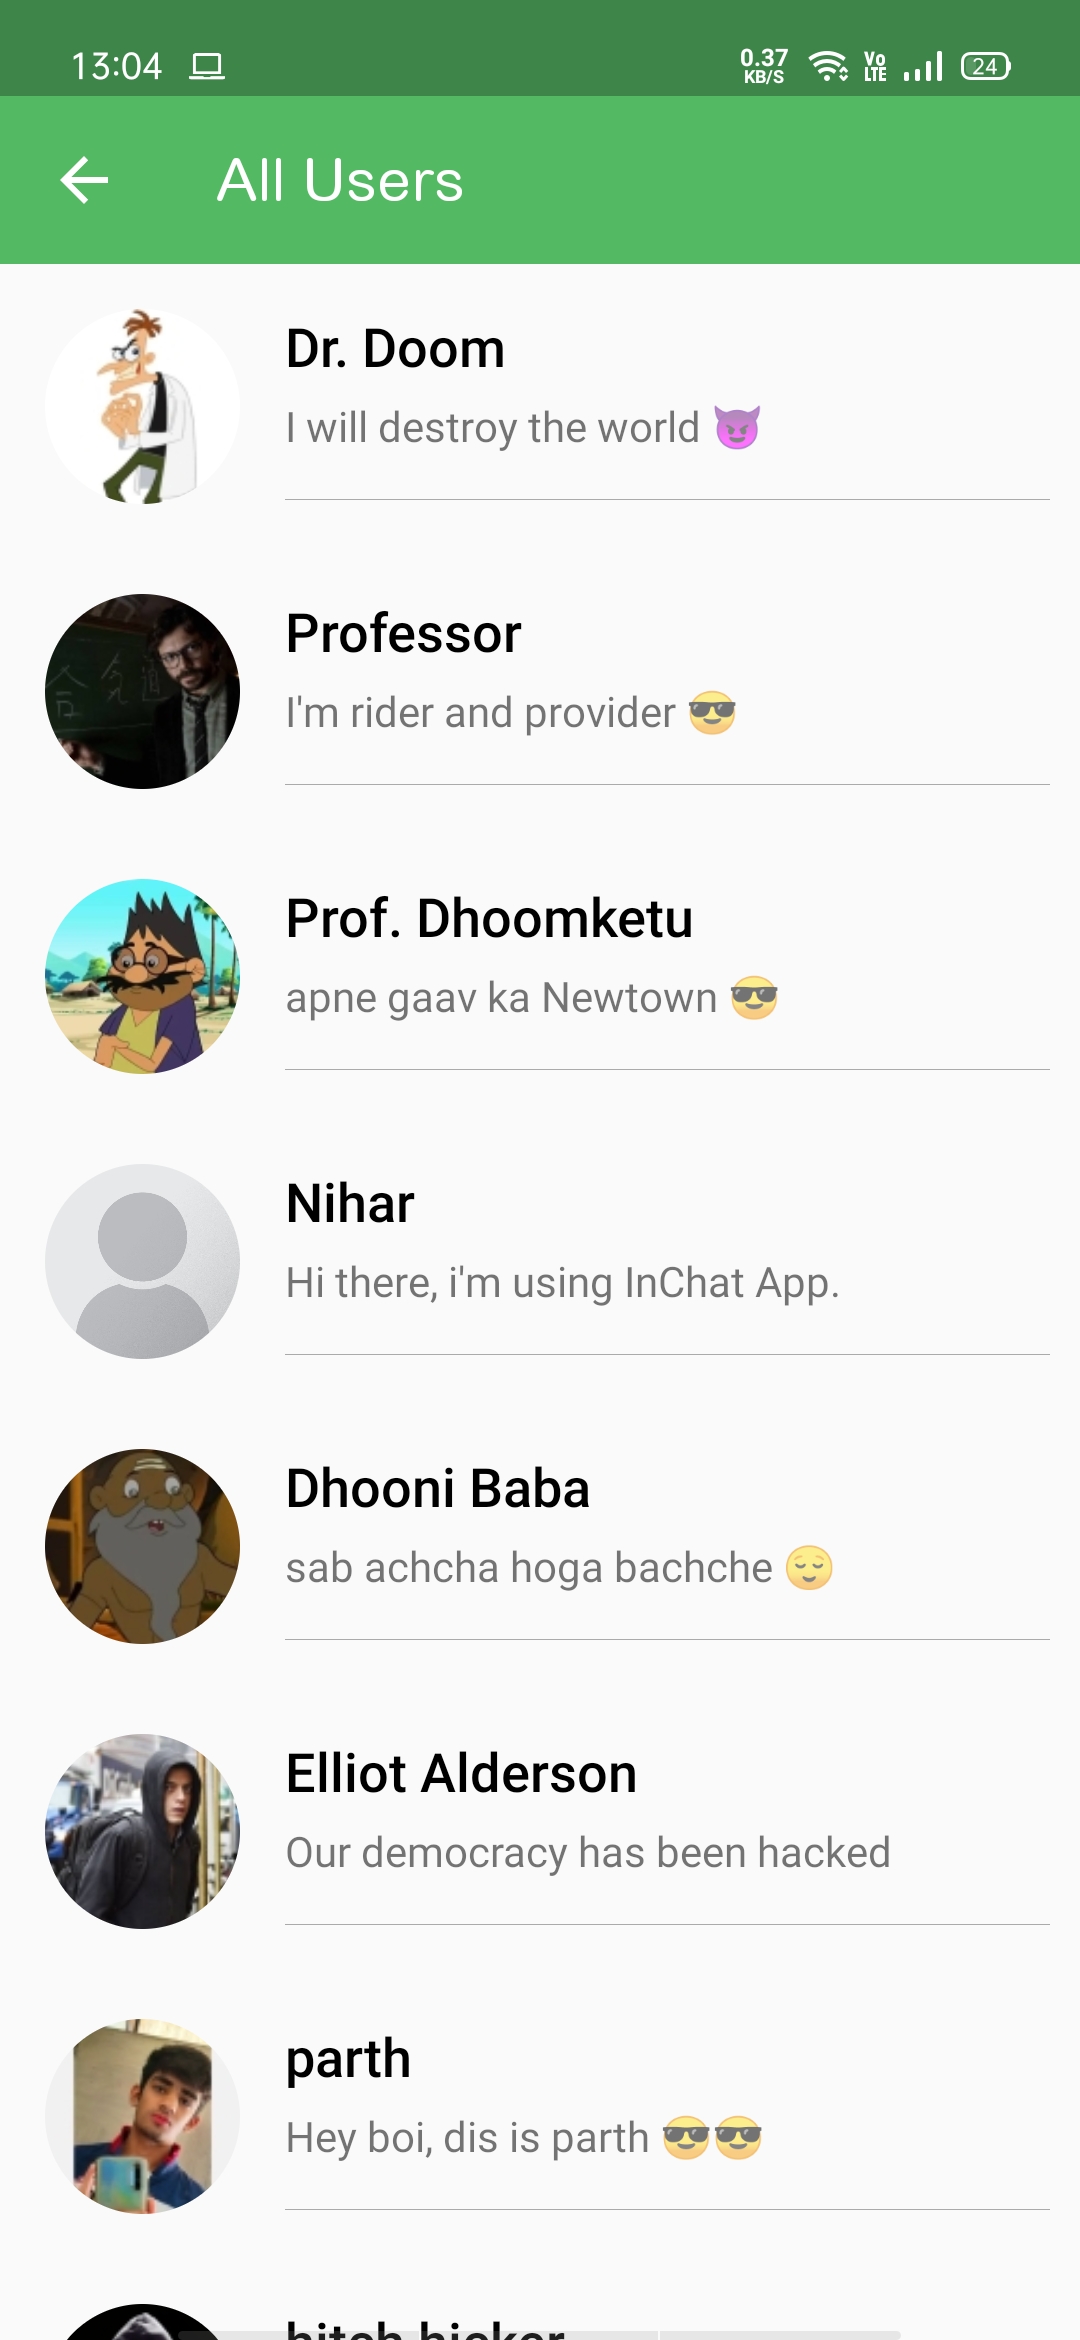 13:04
0.37
KB/S
Vo
LTE
24
All Users
Dr. Doom
I will destroy the world 😈
Professor
I'm rider and provider 😎
Prof. Dhoomketu
apne gaav ka Newtown 😎
Nihar
Hi there, i'm using InChat App.
Dhooni Baba
sab achcha hoga bachche 😌
Elliot Alderson
Our democracy has been hacked
parth
Hey boi, dis is parth 😎😎